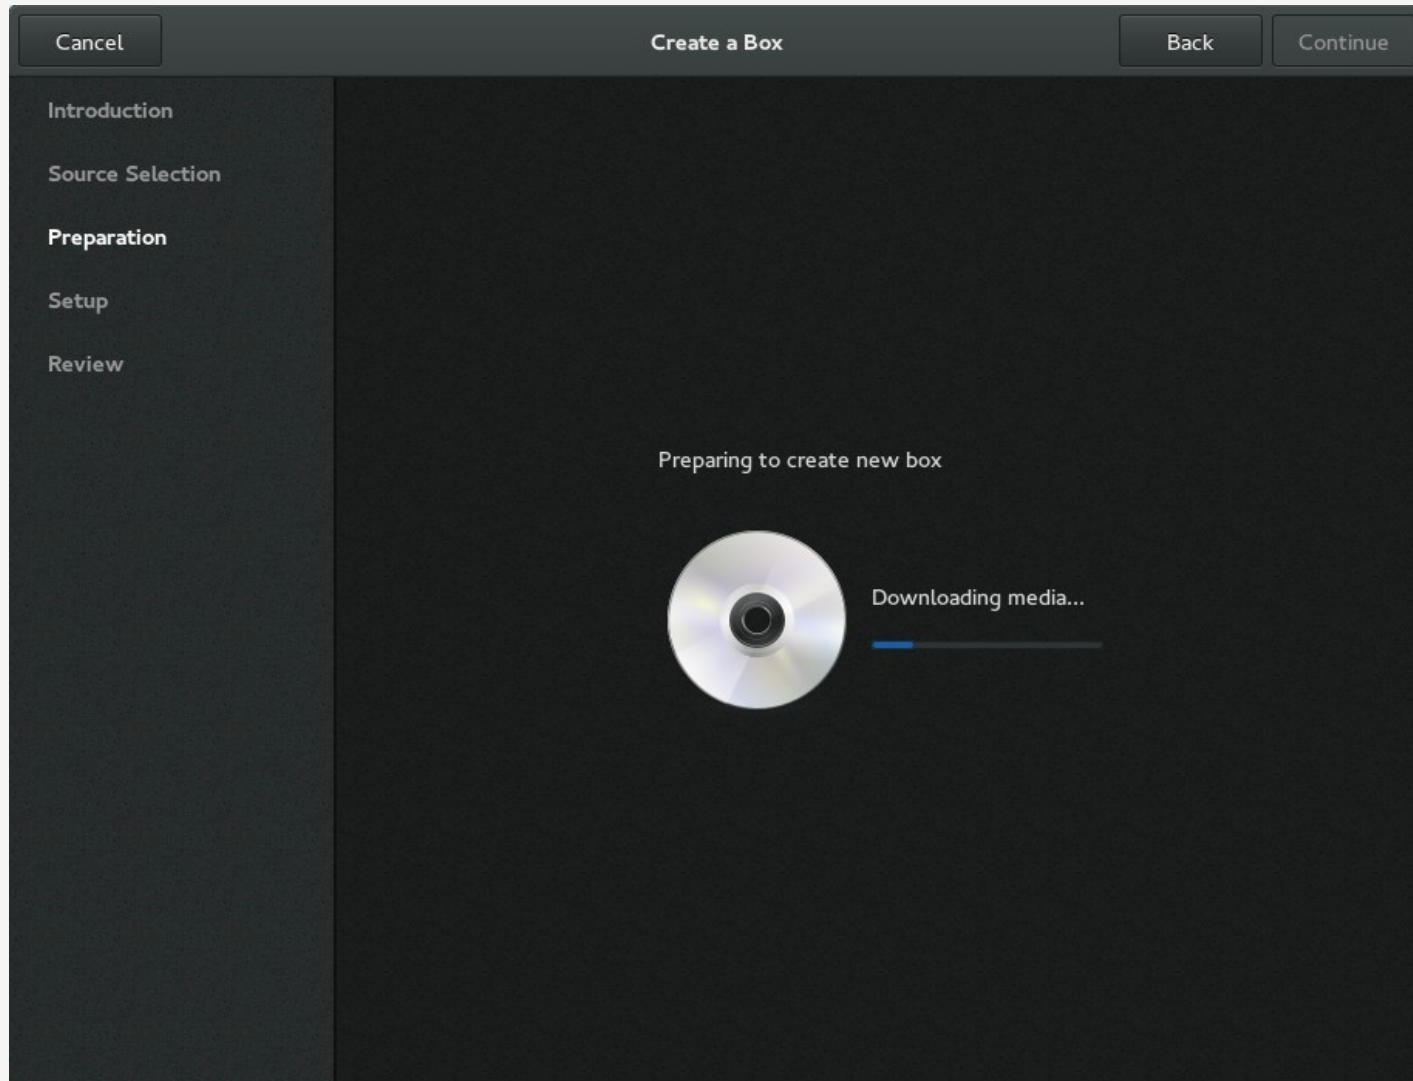 Cancel
Create a Box
Back
Continue
Introduction
Source Selection
Preparation
Setup
Review
Preparing to create new box
Downloading media...